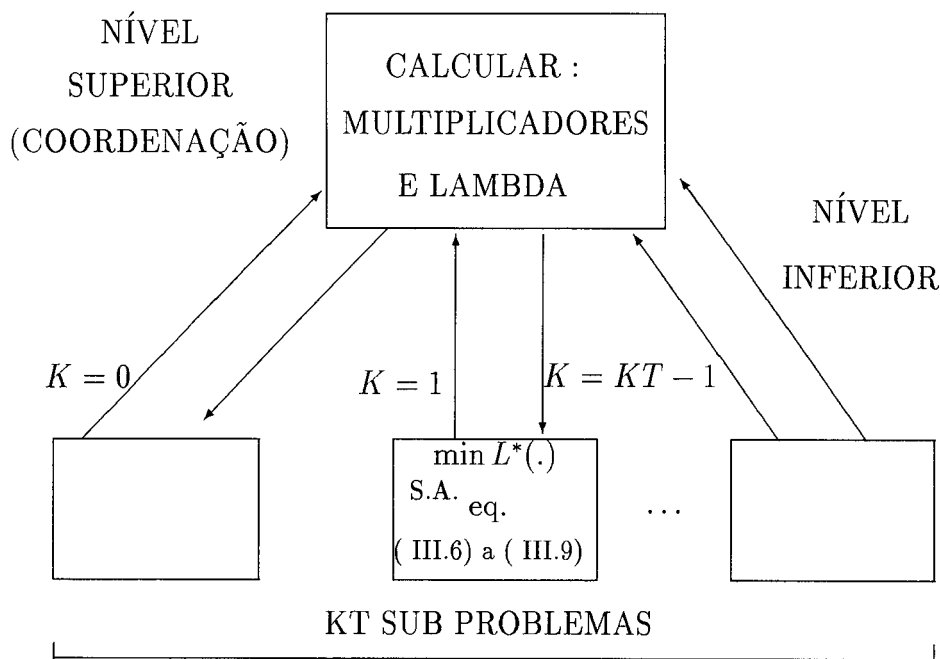 NÍVEL
SUPERIOR
(COORDENAÇÃO)
CALCULAR :
MULTIPLICADORES
E LAMBDA
NÍVEL
INFERIOR
K = 0
K = 1
K = KT − 1
min L*(.)
S.A.
eq.
( III.6) a ( III.9)
...
KT SUB PROBLEMAS